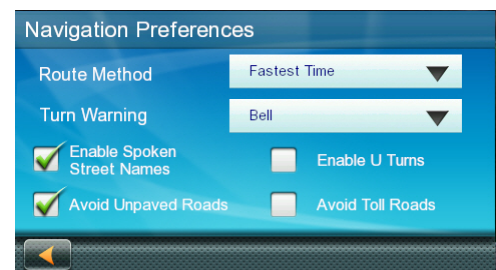 Navigation Preferences
Route Method Fastest Time
Turn Warning Bell
Enable Spoken
Street Names
Enable U Turns
Avoid Unpaved Roads
Avoid Toll Roads